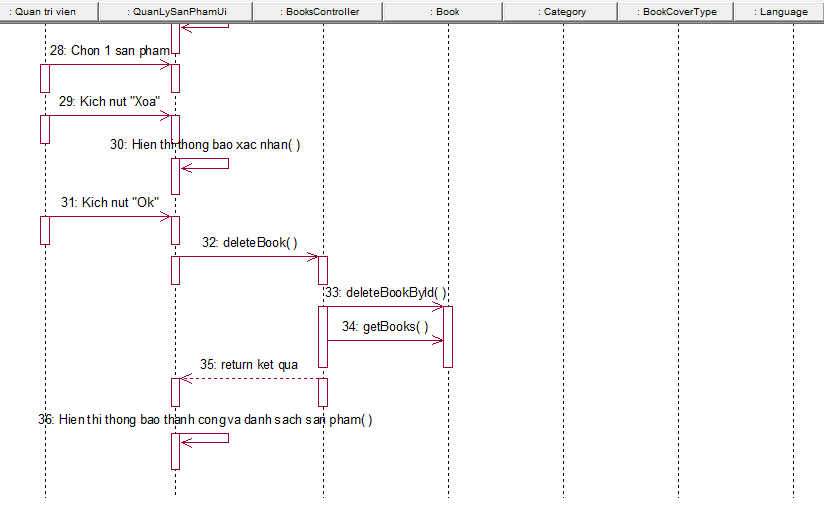 : Quan tri vien : QuanLySanPhamUi : BooksController : Book : Category : BookCoverType : Language
28: Chon 1 san pham
29: Kich nut "Xoa"
30: Hien thi thong bao xac nhan( )
31: Kich nut "Ok"
32: deleteBook( )
33: deleteBookById( )
34: getBooks( )
35: return ket qua
36: Hien thi thong bao thanh cong va danh sach san pham( )